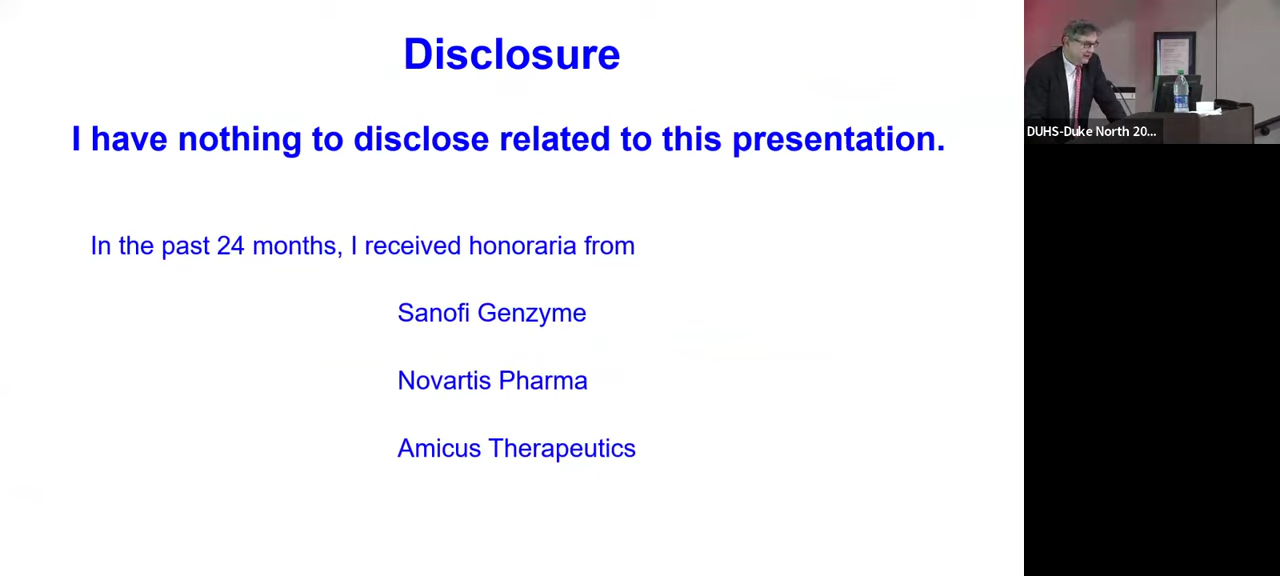 Disclosure
I have nothing to disclose related to this presentation.
In the past 24 months, I received honoraria from
Sanofi Genzyme
Novartis Pharma
Amicus Therapeutics
DUHS-Duke North 20...